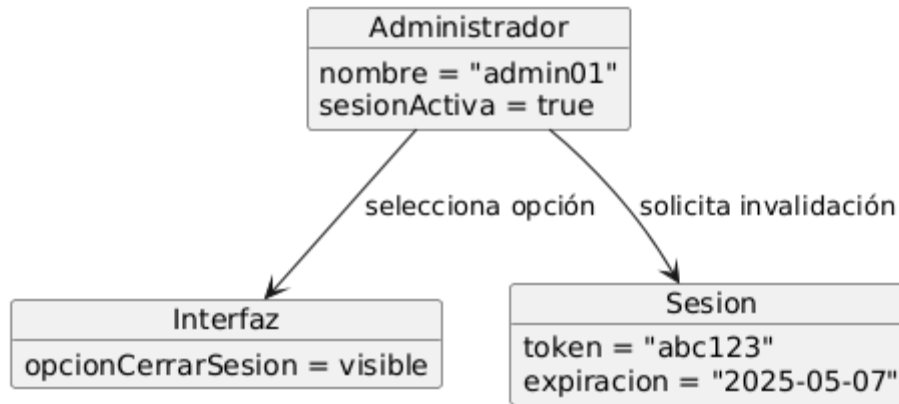 Administrador
nombre = "admin01"
sesionActiva = true
selecciona opción
solicita invalidación
Interfaz
opcionCerrarSesion = visible
Sesion
token = "abc123"
expiracion = "2025-05-07"